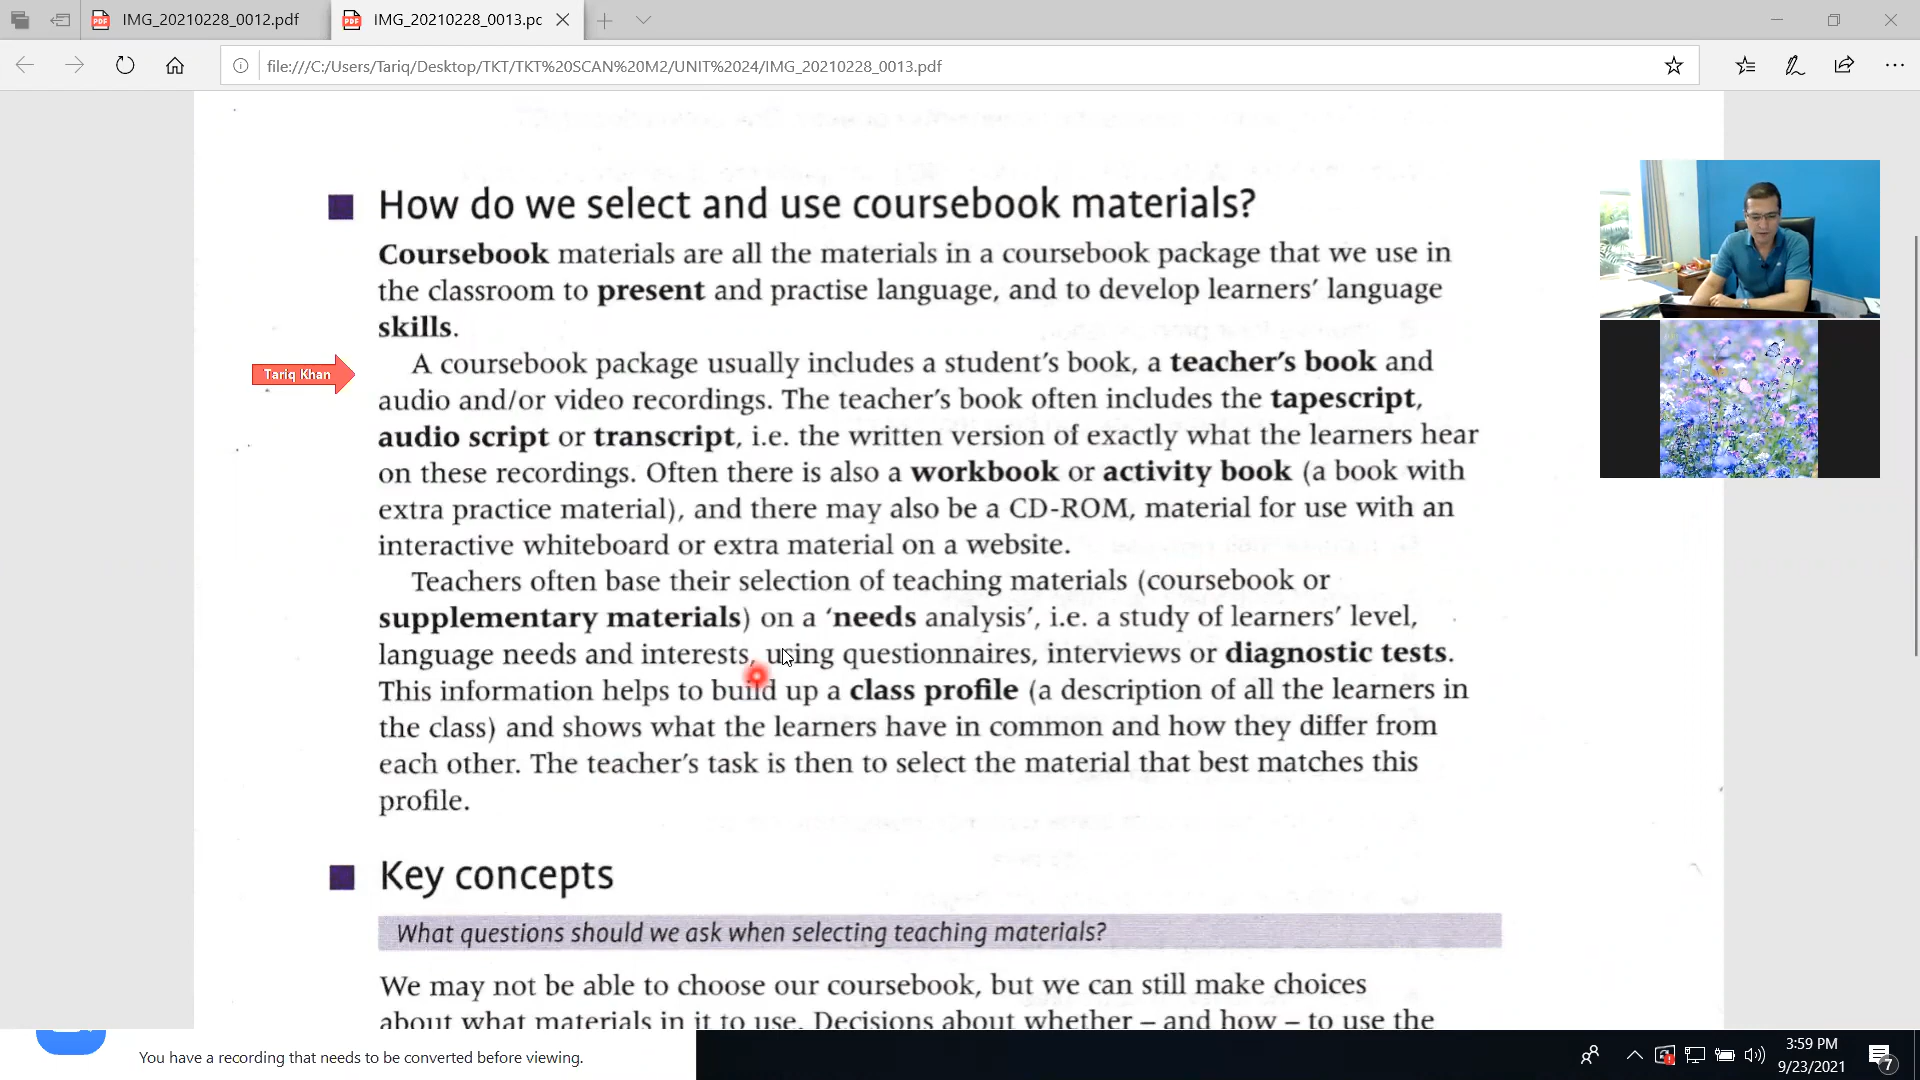 IMG_20210228_0012.pdf
IMG_20210228_0013.pc
file:///C:/Users/Tariq/Desktop/TKT/TKT%20SCAN%20M2/UNIT%2024/IMG_20210228_0013.pdf
How do we select and use coursebook materials?
Coursebook materials are all the materials in a coursebook package that we use in
the classroom to present and practise language, and to develop learners' language
skills.
Tariq Khan
A coursebook package usually includes a student's book, a teacher's book and
audio and/or video recordings. The teacher's book often includes the tapescript,
audio script or transcript, i.e. the written version of exactly what the learners hear
on these recordings. Often there is also a workbook or activity book (a book with
extra practice material), and there may also be a CD-ROM, material for use with an
interactive whiteboard or extra material on a website.
Teachers often base their selection of teaching materials (coursebook or
supplementary materials) on a 'needs analysis', i.e. a study of learners' level,
language needs and interests, using questionnaires, interviews or diagnostic tests.
This information helps to build up a class profile (a description of all the learners in
the class) and shows what the learners have in common and how they differ from
each other. The teacher's task is then to select the material that best matches this
profile.
Key concepts
What questions should we ask when selecting teaching materials?
We may not be able to choose our coursebook, but we can still make choices
about what materials in it to use. Decisions about whether – and how – to use the
You have a recording that needs to be converted before viewing.
3:59 PM
9/23/2021
7